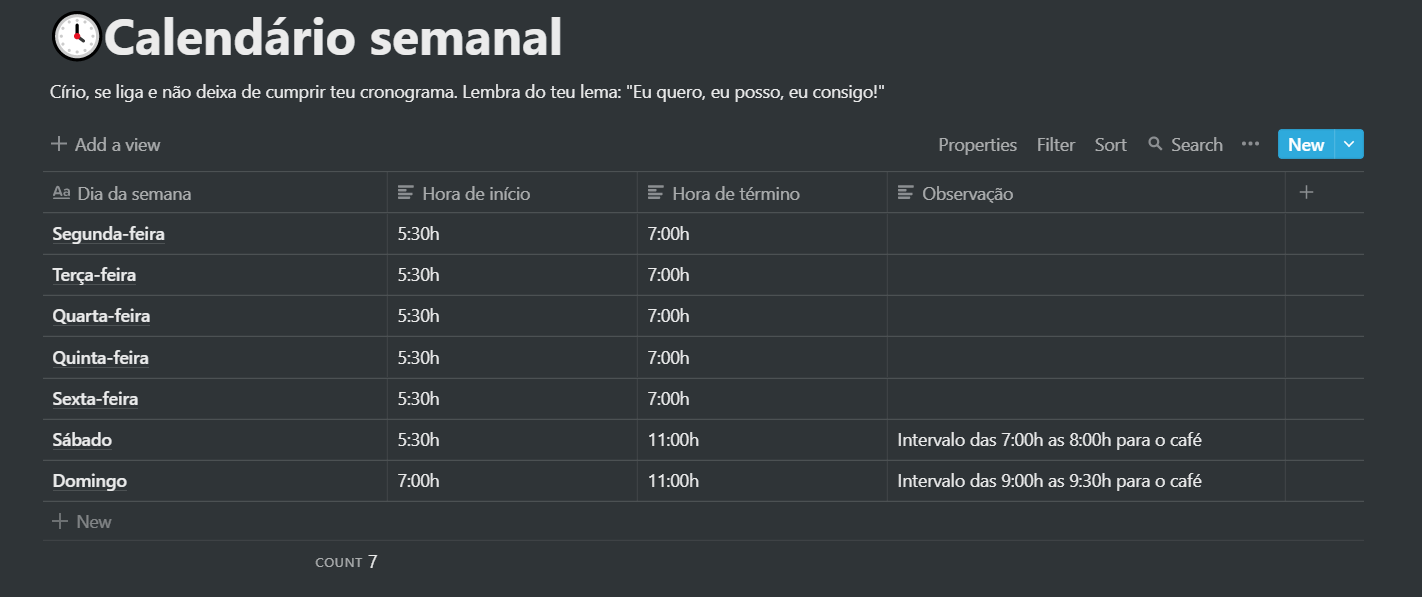 Calendário semanal
Círio, se liga e não deixa de cumprir teu cronograma. Lembra do teu lema: "Eu quero, eu posso, eu consigo!"
+ Add a view Properties Filter Sort Search ••• New
Aa Dia da semana Hora de início Hora de término Observação +
Segunda-feira 5:30h 7:00h
Terça-feira 5:30h 7:00h
Quarta-feira 5:30h 7:00h
Quinta-feira 5:30h 7:00h
Sexta-feira 5:30h 7:00h
Sábado 5:30h 11:00h Intervalo das 7:00h as 8:00h para o café
Domingo 7:00h 11:00h Intervalo das 9:00h as 9:30h para o café
+ New
COUNT 7